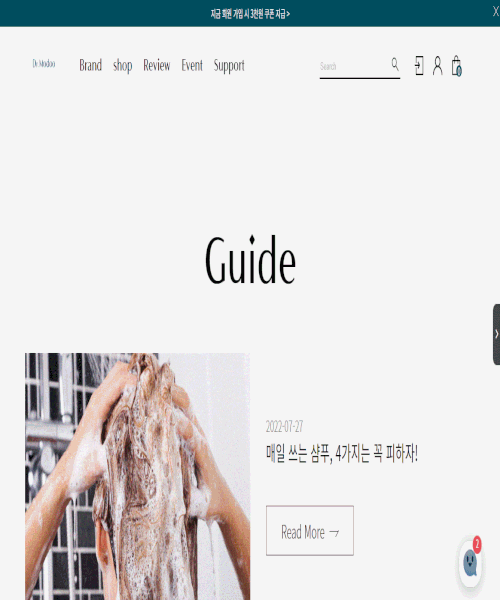 지금 회원 가입 시 3천원 쿠폰 지급 >
X
Dr.Modoo
Brand shop Review Event Support
Search
Guide
2022-07-27
매일 쓰는 샴푸, 4가지는 꼭 피하자!
Read More →
2